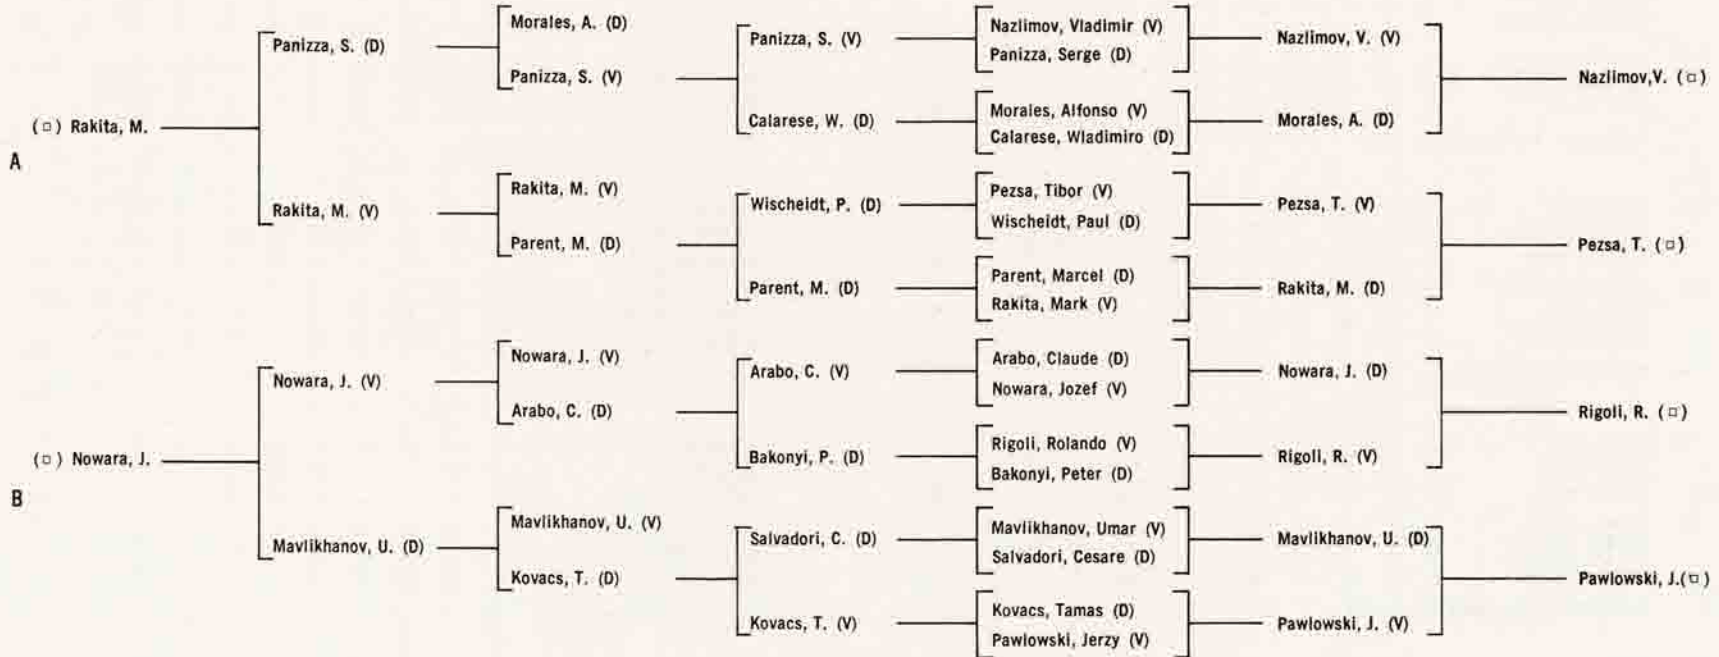 (□) Rakita, M.
A
(□) Nowara, J.
B
Panizza, S. (D)
Rakita, M. (V)
Nowara, J. (V)
Mavlikhanov, U. (D)
Morales, A. (D)
Panizza, S. (V)
Rakita, M. (V)
Parent, M. (D)
Nowara, J. (V)
Arabo, C. (D)
Mavlikhanov, U. (V)
Kovacs, T. (D)
Panizza, S. (V)
Calarese, W. (D)
Wischeidt, P. (D)
Parent, M. (D)
Arabo, C. (V)
Bakonyi, P. (D)
Salvadori, C. (D)
Kovacs, T. (V)
Nazlimov, Vladimir (V)
Panizza, Serge (D)
Morales, Alfonso (V)
Calarese, Wladimiro (D)
Pezsa, Tibor (V)
Wischeidt, Paul (D)
Parent, Marcel (D)
Rakita, Mark (V)
Arabo, Claude (D)
Nowara, Jozef (V)
Rigoli, Rolando (V)
Bakonyi, Peter (D)
Mavlikhanov, Umar (V)
Salvadori, Cesare (D)
Kovacs, Tamas (D)
Pawlowski, Jerzy (V)
Nazlimov, V. (V)
Morales, A. (D)
Pezsa, T. (V)
Rakita, M. (D)
Nowara, J. (D)
Rigoli, R. (V)
Mavlikhanov, U. (D)
Pawlowski, J. (V)
Nazlimov,V. (□)
Pezsa, T. (□)
Rigoli, R. (□)
Pawlowski, J.(□)